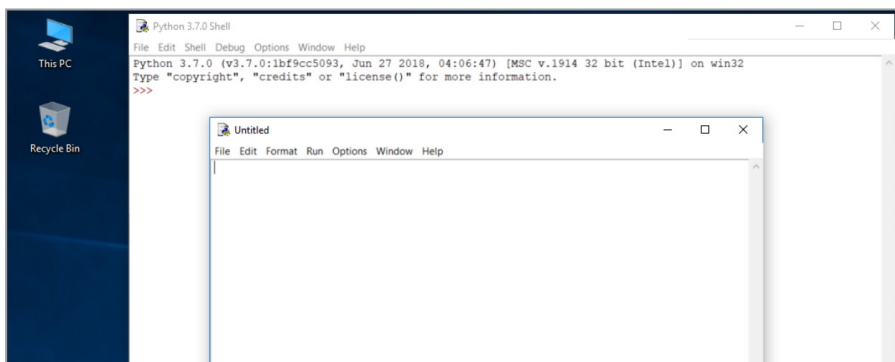 This PC
Recycle Bin
Python 3.7.0 Shell
File Edit Shell Debug Options Window Help
Python 3.7.0 (v3.7.0:1bf9cc5093, Jun 27 2018, 04:06:47) [MSC v.1914 32 bit (Intel)] on win32
Type "copyright", "credits" or "license()" for more information.
>>>
Untitled
File Edit Format Run Options Window Help